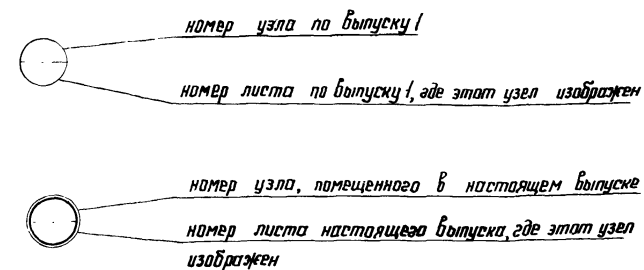 номер узла по выпуску 1
номер листа по выпуску 1, где этот узел изображен
номер узла, помещенного в настоящем выпуске
номер листа настоящего выпуска, где этот узел
изображен